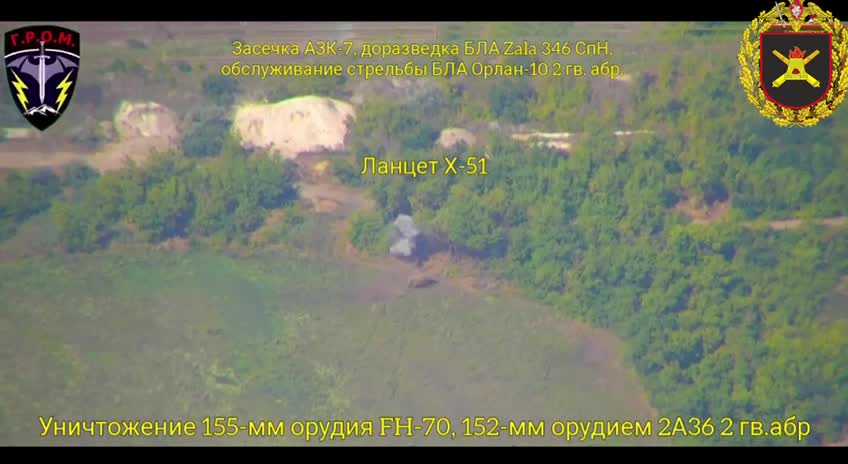 Г.Р.О.М.
Засечка АЗК-7, доразведка БЛА Zala 346 СпН,
обслуживание стрельбы БЛА Орлан-10 2 гв. абр.
Ланцет X-51
Уничтожение 155-мм орудия FH-70, 152-мм орудием 2А36 2 гв.абр